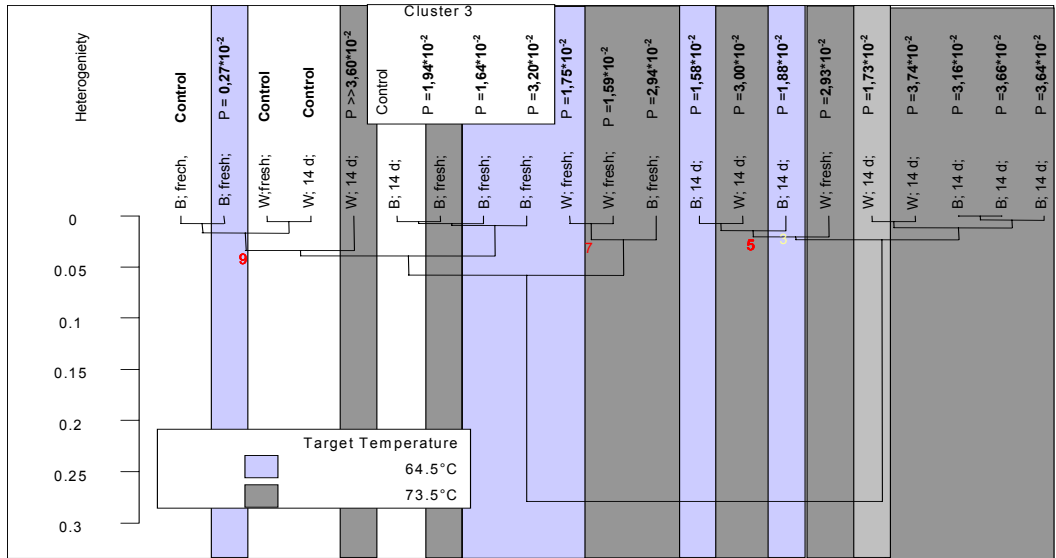 Cluster 3
Heterogeniety
Control
P = 0,27*10-2
Control
Control
P >>3,60*10-2
Control
P =1,94*10-2
P =1,64*10-2
P =3,20*10-2
P =1,75*10-2
P =1,59*10-2
P =2,94*10-2
P =1,58*10-2
P =3,00*10-2
P =1,88*10-2
P =2,93*10-2
P =1,73*10-2
P =3,74*10-2
P =3,16*10-2
P =3,66*10-2
P =3,64*10-2
B; frech,
B; fresh;
W;fresh;
W; 14 d;
W; 14 d;
B; 14 d;
B; fresh;
B; fresh;
B; fresh;
W; fresh;
W; fresh;
B; fresh;
B; 14 d;
W; 14 d;
B; 14 d;
W; fresh;
W; 14 d;
W; 14 d;
B; 14 d;
B; 14 d;
B; 14 d;
0
0.05
0.1
0.15
0.2
0.25
0.3
9
7
5
3
Target Temperature
64.5°C
73.5°C